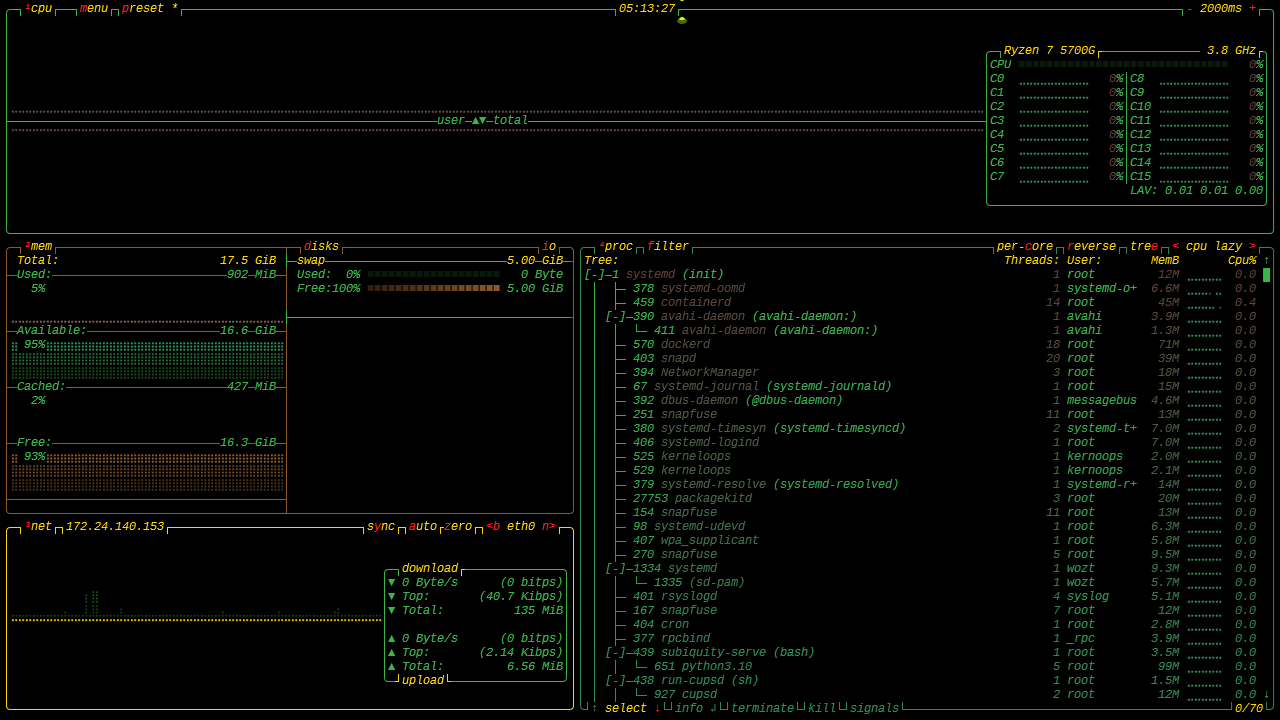 ¹cpu menu preset * 05:13:27 - 2000ms +
Ryzen 7 5700G 3.8 GHz
CPU 0%
C0 0% C8 0%
C1 0% C9 0%
C2 0% C10 0%
user ▲▼ total
C3 0% C11 0%
C4 0% C12 0%
C5 0% C13 0%
C6 0% C14 0%
C7 0% C15 0%
LAV: 0.01 0.01 0.00
²mem
Total: 17.5 GiB
Used: 902 MiB
5%
Available: 16.6 GiB
95%
Cached: 427 MiB
2%
Free: 16.3 GiB
93%
disks io
swap 5.00 GiB
Used: 0% 0 Byte
Free:100% 5.00 GiB
³net 172.24.140.153 sync auto zero <b eth0 n>
download
▼ 0 Byte/s (0 bitps)
▼ Top: (40.7 Kibps)
▼ Total: 135 MiB
▲ 0 Byte/s (0 bitps)
▲ Top: (2.14 Kibps)
▲ Total: 6.56 MiB
upload
⁴proc filter per-core reverse tree < cpu lazy >
Tree: Threads: User: MemB Cpu% ↑
[-]─1 systemd (init) 1 root 12M 0.0
├─ 378 systemd-oomd 1 systemd-o+ 6.6M 0.0
├─ 459 containerd 14 root 45M 0.4
[-]─390 avahi-daemon (avahi-daemon:) 1 avahi 3.9M 0.0
└─ 411 avahi-daemon (avahi-daemon:) 1 avahi 1.3M 0.0
├─ 570 dockerd 18 root 71M 0.0
├─ 403 snapd 20 root 39M 0.0
├─ 394 NetworkManager 3 root 18M 0.0
├─ 67 systemd-journal (systemd-journald) 1 root 15M 0.0
├─ 392 dbus-daemon (@dbus-daemon) 1 messagebus 4.6M 0.0
├─ 251 snapfuse 11 root 13M 0.0
├─ 380 systemd-timesyn (systemd-timesyncd) 2 systemd-t+ 7.0M 0.0
├─ 406 systemd-logind 1 root 7.0M 0.0
├─ 525 kerneloops 1 kernoops 2.0M 0.0
├─ 529 kerneloops 1 kernoops 2.1M 0.0
├─ 379 systemd-resolve (systemd-resolved) 1 systemd-r+ 14M 0.0
├─ 27753 packagekitd 3 root 20M 0.0
├─ 154 snapfuse 11 root 13M 0.0
├─ 98 systemd-udevd 1 root 6.3M 0.0
├─ 407 wpa_supplicant 1 root 5.8M 0.0
├─ 270 snapfuse 5 root 9.5M 0.0
[-]─1334 systemd 1 wozt 9.3M 0.0
└─ 1335 (sd-pam) 1 wozt 5.7M 0.0
├─ 401 rsyslogd 4 syslog 5.1M 0.0
├─ 167 snapfuse 7 root 12M 0.0
├─ 404 cron 1 root 2.8M 0.0
├─ 377 rpcbind 1 _rpc 3.9M 0.0
[-]─439 subiquity-serve (bash) 1 root 3.5M 0.0
└─ 651 python3.10 5 root 99M 0.0
[-]─438 run-cupsd (sh) 1 root 1.5M 0.0
└─ 927 cupsd 2 root 12M 0.0 ↓
↑ select ↓ info ↲ terminate kill signals 0/70